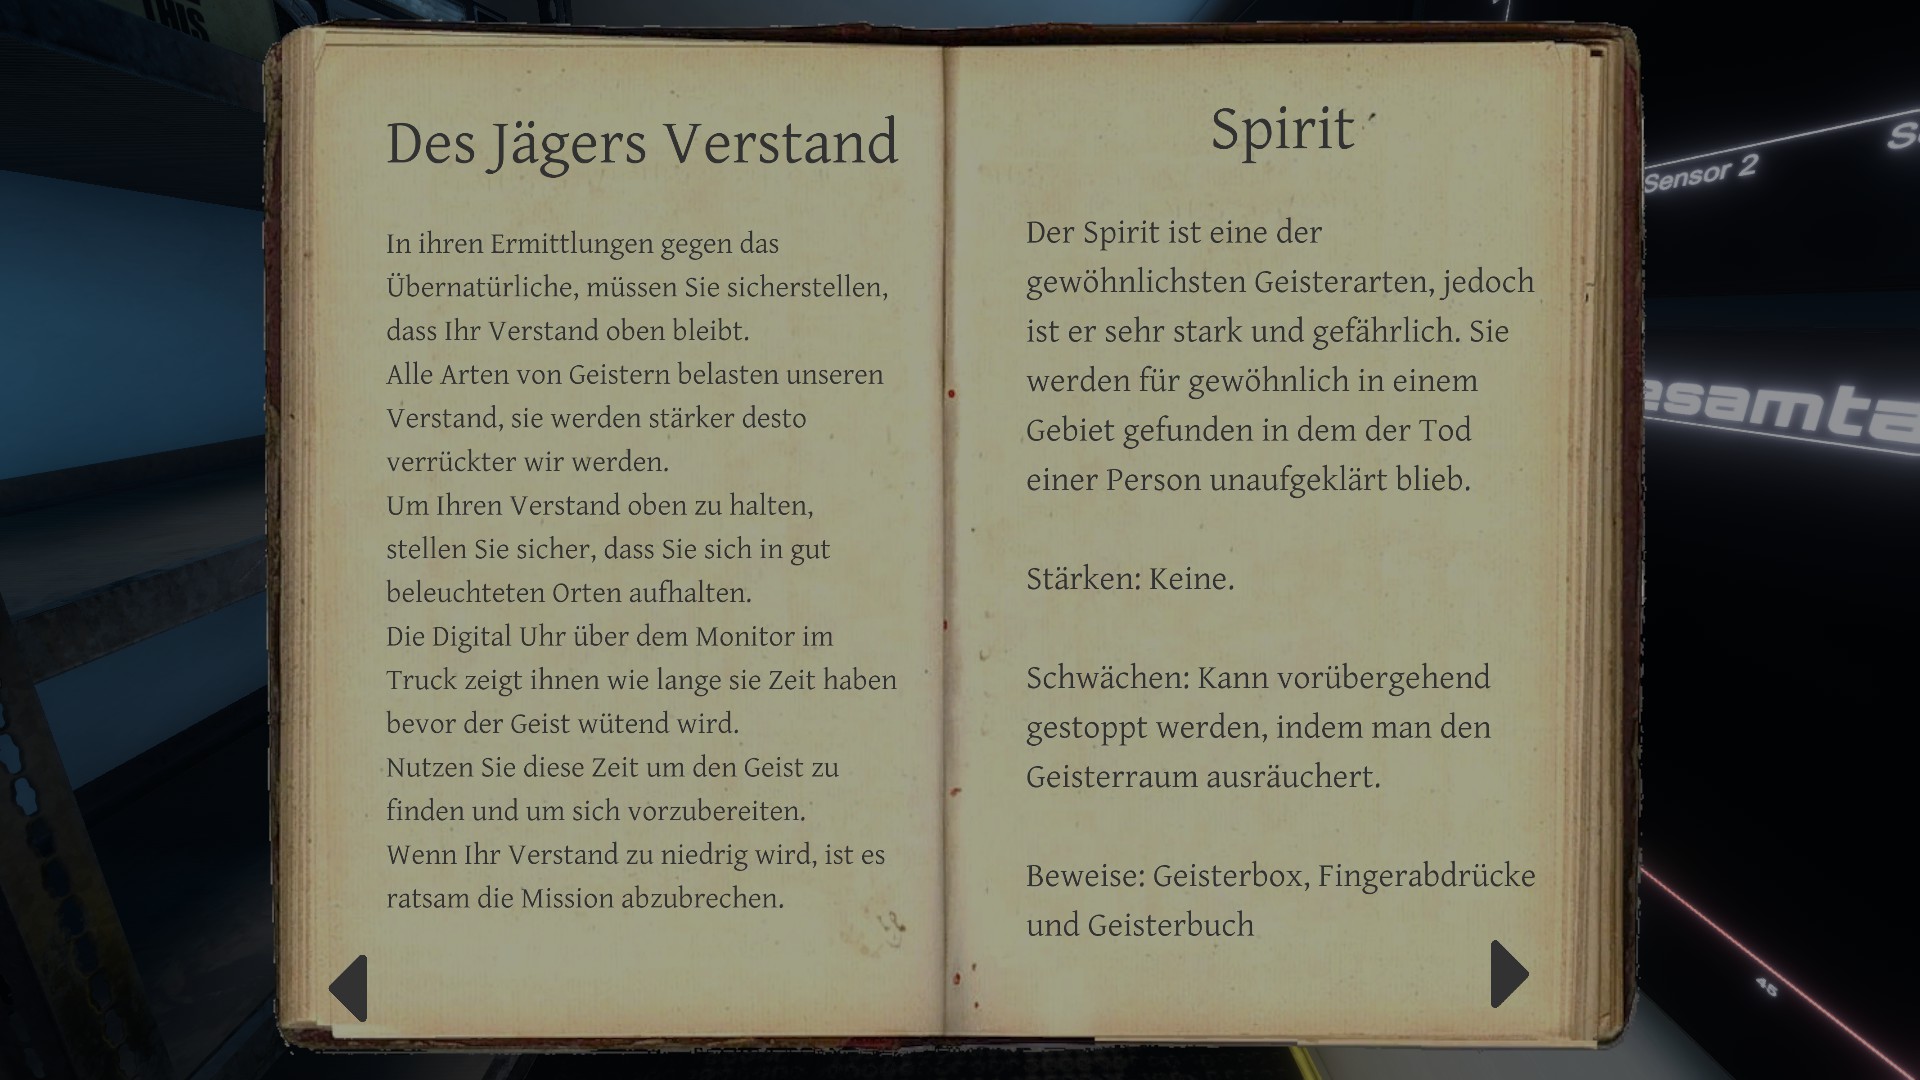 THIS
Des Jägers Verstand
In ihren Ermittlungen gegen das
Übernatürliche, müssen Sie sicherstellen,
dass Ihr Verstand oben bleibt.
Alle Arten von Geistern belasten unseren
Verstand, sie werden stärker desto
verrückter wir werden.
Um Ihren Verstand oben zu halten,
stellen Sie sicher, dass Sie sich in gut
beleuchteten Orten aufhalten.
Die Digital Uhr über dem Monitor im
Truck zeigt ihnen wie lange sie Zeit haben
bevor der Geist wütend wird.
Nutzen Sie diese Zeit um den Geist zu
finden und um sich vorzubereiten.
Wenn Ihr Verstand zu niedrig wird, ist es
ratsam die Mission abzubrechen.
Spirit
Der Spirit ist eine der
gewöhnlichsten Geisterarten, jedoch
ist er sehr stark und gefährlich. Sie
werden für gewöhnlich in einem
Gebiet gefunden in dem der Tod
einer Person unaufgeklärt blieb.
Stärken: Keine.
Schwächen: Kann vorübergehend
gestoppt werden, indem man den
Geisterraum ausräuchert.
Beweise: Geisterbox, Fingerabdrücke
und Geisterbuch
Sensor 2
45